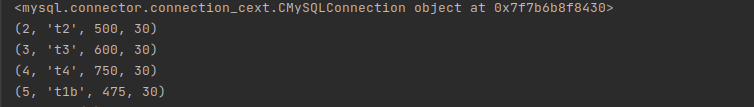 <mysql.connector.connection_cext.CMySQLConnection object at 0x7f7b6b8f8430>
(2, 't2', 500, 30)
(3, 't3', 600, 30)
(4, 't4', 750, 30)
(5, 't1b', 475, 30)